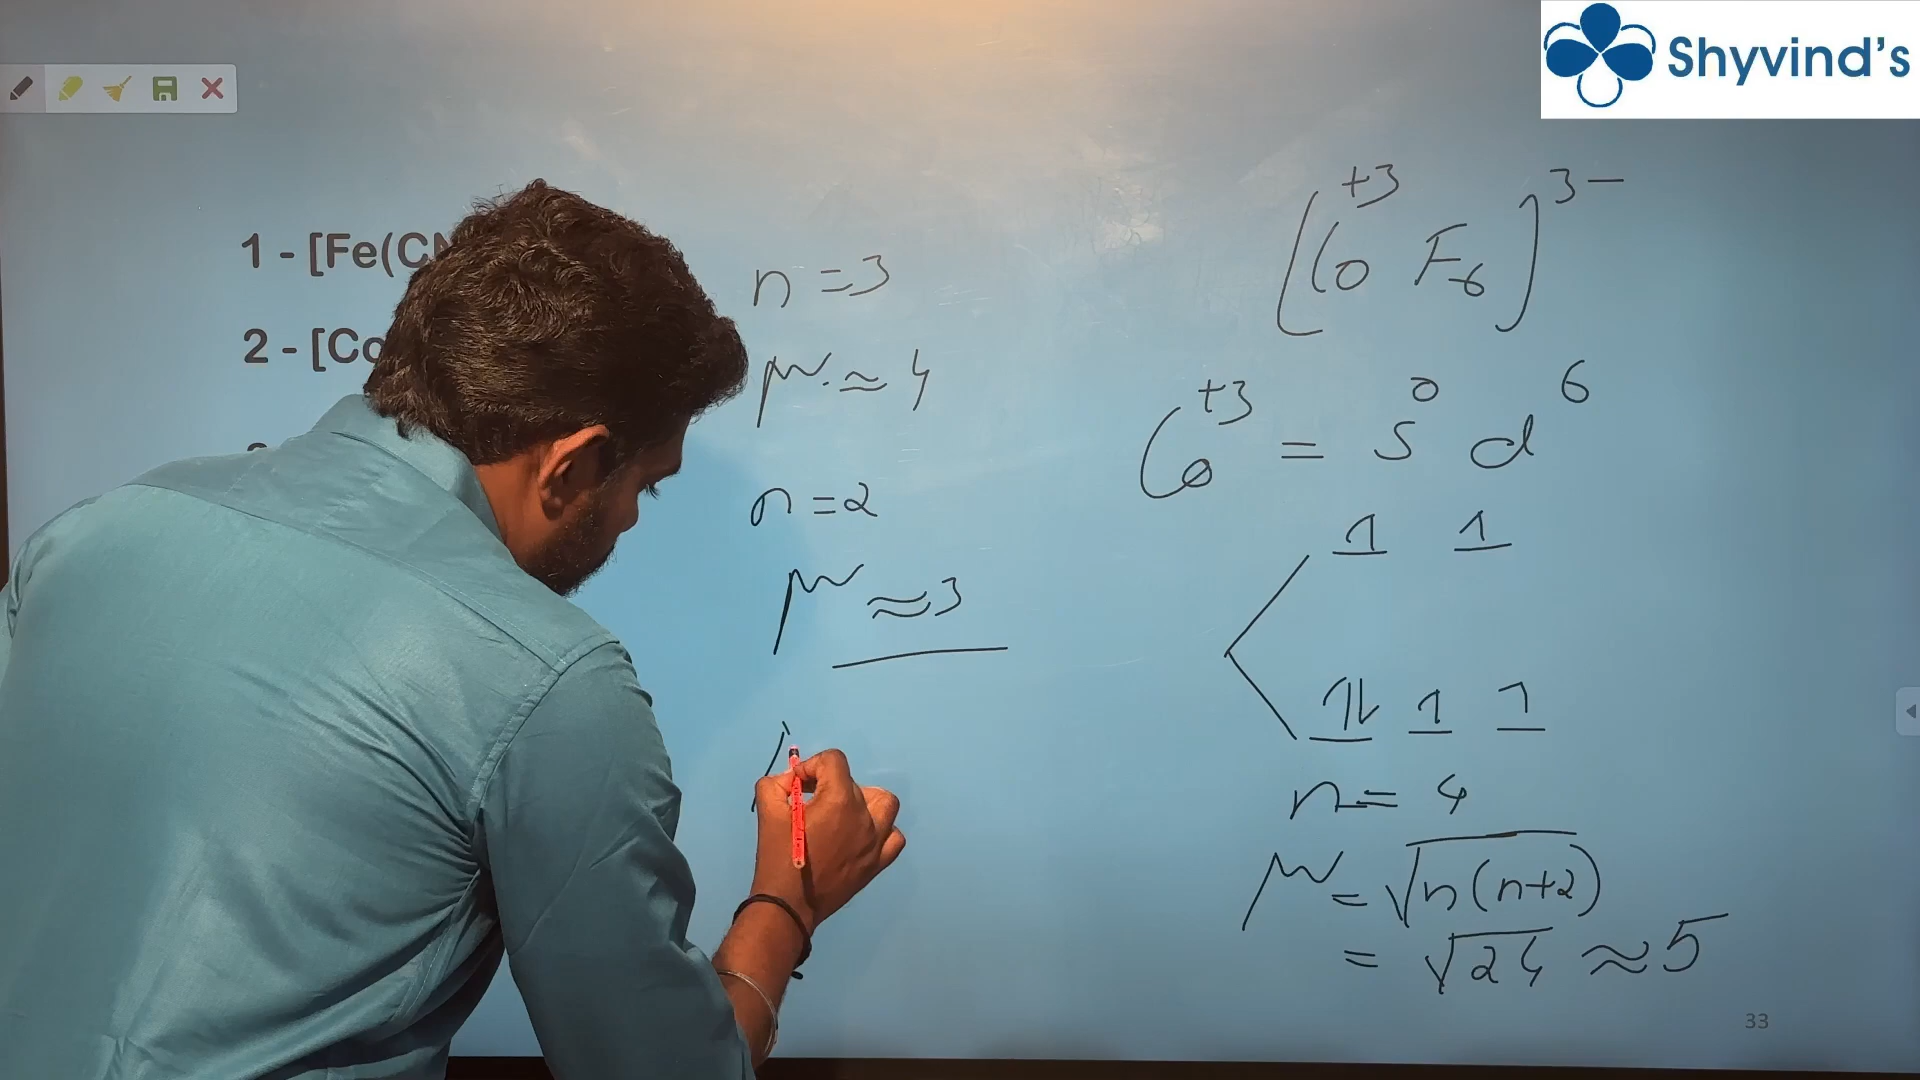 Shyvind's
1 - [Fe(C
2 - [Co
n = 3
μ ≈ 4
n = 2
μ ≈ 3
[Co⁺³ F₆]³⁻
Co⁺³ = s⁰ d⁶
1 1
1⇂ 1 1
n = 4
μ = √n(n+2)
= √24 ≈ 5
33